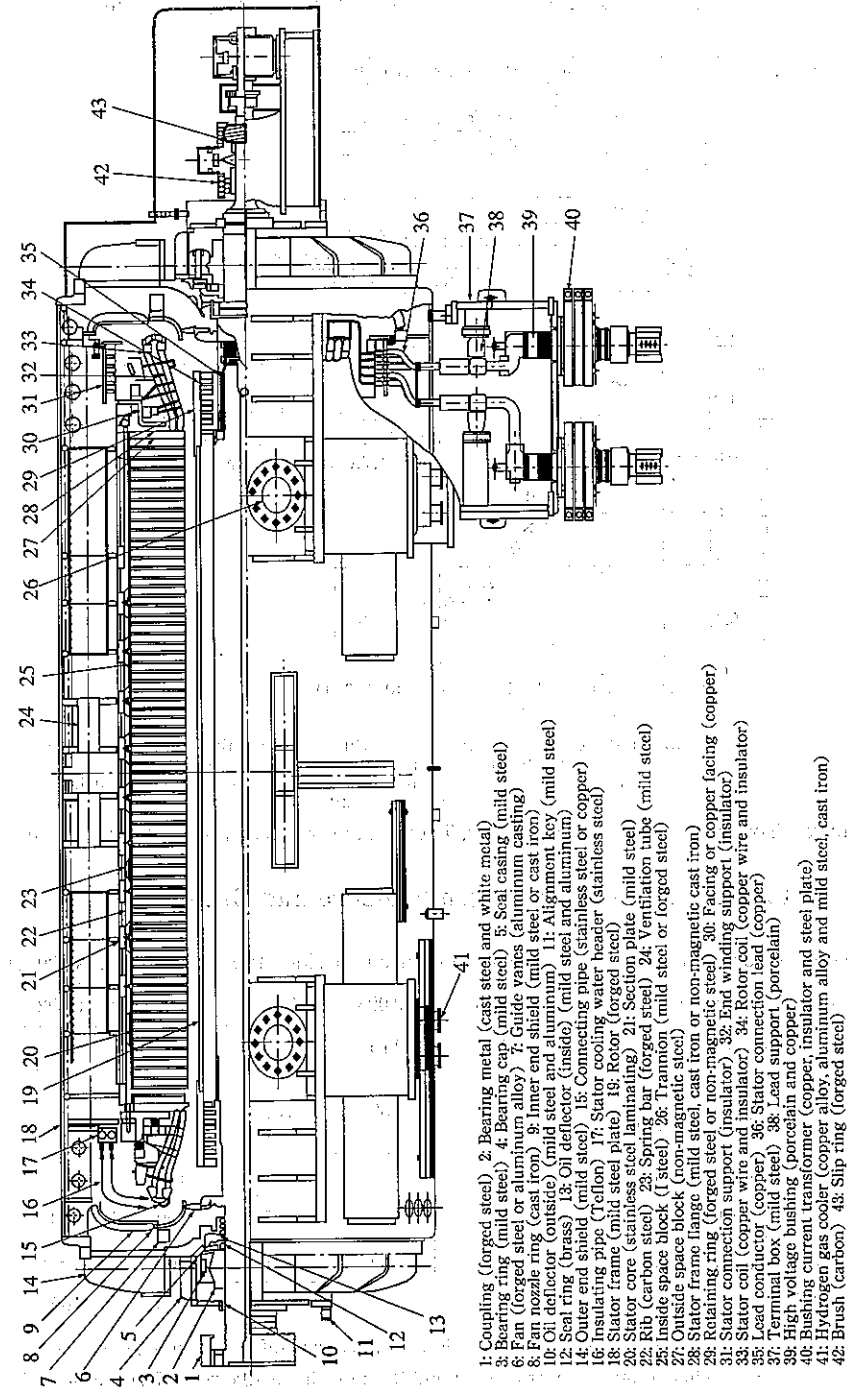 1: Coupling (forged steel) 2: Bearing metal (cast steel and white metal)
3: Bearing ring (mild steel) 4: Bearing cap (mild steel) 5: Seal casing (mild steel)
6: Fan (forged steel or aluminum alloy) 7: Guide vanes (aluminum casting)
8: Fan nozzle ring (cast iron) 9: Inner end shield (mild steel or cast iron)
10: Oil deflector (outside) (mild steel and aluminum) 11: Alignment key (mild steel)
12: Seal ring (brass) 13: Oil deflector (inside) (mild steel and aluminum)
14: Outer end shield (mild steel) 15: Connecting pipe (stainless steel or copper)
16: Insulating pipe (Teflon) 17: Stator cooling water header (stainless steel)
18: Stator frame (mild steel plate) 19: Rotor (forged steel)
20: Stator core (stainless steel laminating) 21: Section plate (mild steel)
22: Rib (carbon steel) 23: Spring bar (forged steel) 24: Ventilation tube (mild steel)
25: Inside space block (I steel) 26: Trannion (mild steel or forged steel)
27: Outside space block (non-magnetic steel)
28: Stator frame flange (mild steel, cast iron or non-magnetic cast iron)
29: Retaining ring (forged steel or non-magnetic steel) 30: Facing or copper facing (copper)
31: Stator connection support (insulator) 32: End winding support (insulator)
33: Stator coil (copper wire and insulator) 34: Rotor coil (copper wire and insulator)
35: Lead conductor (copper) 36: Stator connection lead (copper)
37: Terminal box (mild steel) 38: Lead support (porcelain)
39: High voltage bushing (porcelain and copper)
40: Bushing current transformer (copper, insulator and steel plate)
41: Hydrogen gas cooler (copper alloy, aluminum alloy and mild steel, cast iron)
42: Brush (carbon) 43: Slip ring (forged steel)
1
2
3
4
5
6
7
8
9
10
11
12
13
14
15
16
17
18
19
20
21
22
23
24
25
26
27
28
29
30
31
32
33
34
35
36
37
38
39
40
41
42
43